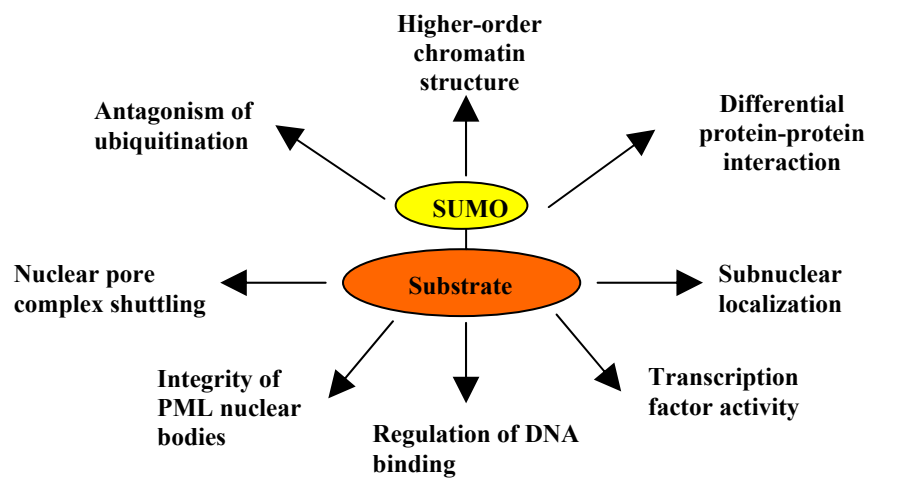 Higher-order
chromatin
structure
Antagonism of
ubiquitination
Differential
protein-protein
interaction
SUMO
Substrate
Nuclear pore
complex shuttling
Subnuclear
localization
Integrity of
PML nuclear
bodies
Regulation of DNA
binding
Transcription
factor activity